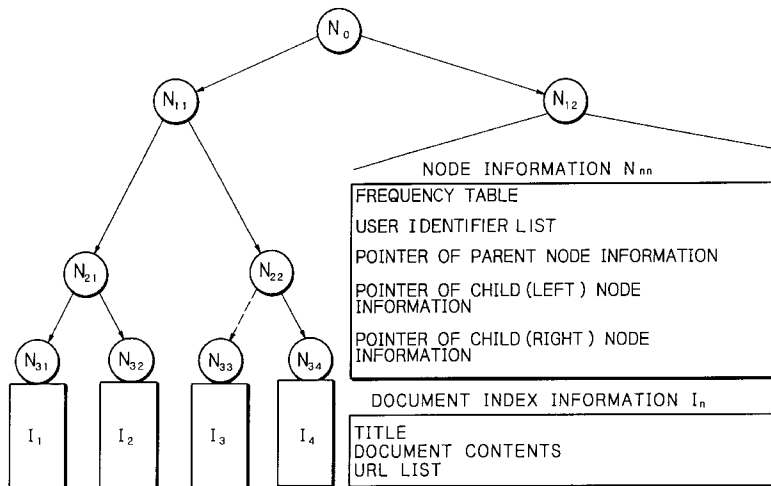 N0
N11
N12
NODE INFORMATION Nnn
FREQUENCY TABLE
USER IDENTIFIER LIST
POINTER OF PARENT NODE INFORMATION
N21
N22
POINTER OF CHILD(LEFT) NODE
INFORMATION
POINTER OF CHILD(RIGHT) NODE
INFORMATION
N31
N32
N33
N34
DOCUMENT INDEX INFORMATION In
I1
I2
I3
I4
TITLE
DOCUMENT CONTENTS
URL LIST